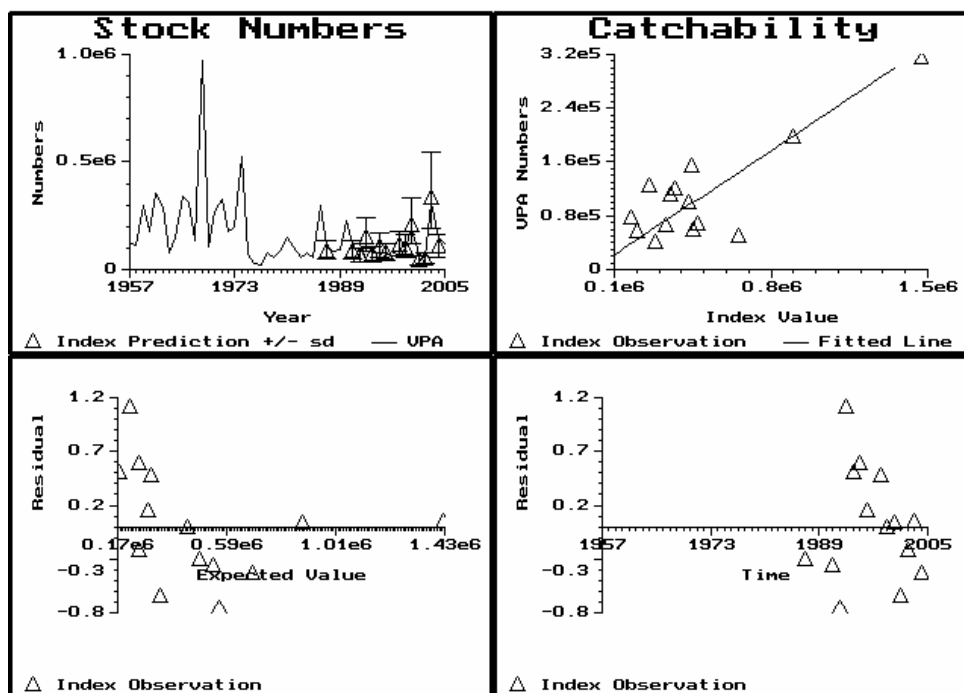 Stock Numbers
1.0e6
Numbers
0.5e6
0
1957 1973 1989 2005
Year
△ Index Prediction +/- sd — VPA
Catchability
3.2e5
2.4e5
VPA Numbers
1.6e5
0.8e5
0
0.1e6 0.8e6 1.5e6
Index Value
△ Index Observation — Fitted Line
1.2
Residual
0.7
0.2
0.17e6 0.59e6 1.01e6 1.43e6
-0.3
Expected Value
-0.8
△ Index Observation
1.2
Residual
0.7
0.2
1957 1973 1989 2005
-0.3
Time
-0.8
△ Index Observation